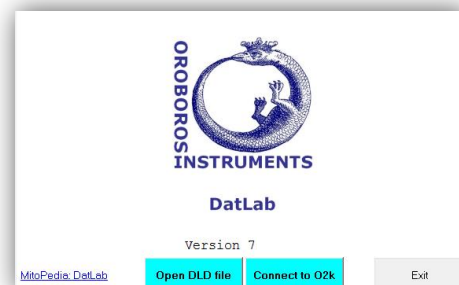 OROBOROS
INSTRUMENTS
DatLab
Version 7
MitoPedia: DatLab
Open DLD file
Connect to O2k
Exit